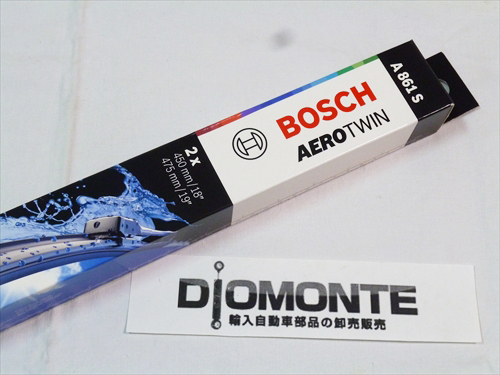 A 861 S
BOSCH
AEROTWIN
2 x
450 mm/18"
475 mm/19"
DIOMONTE
輸入自動車部品の卸売販売